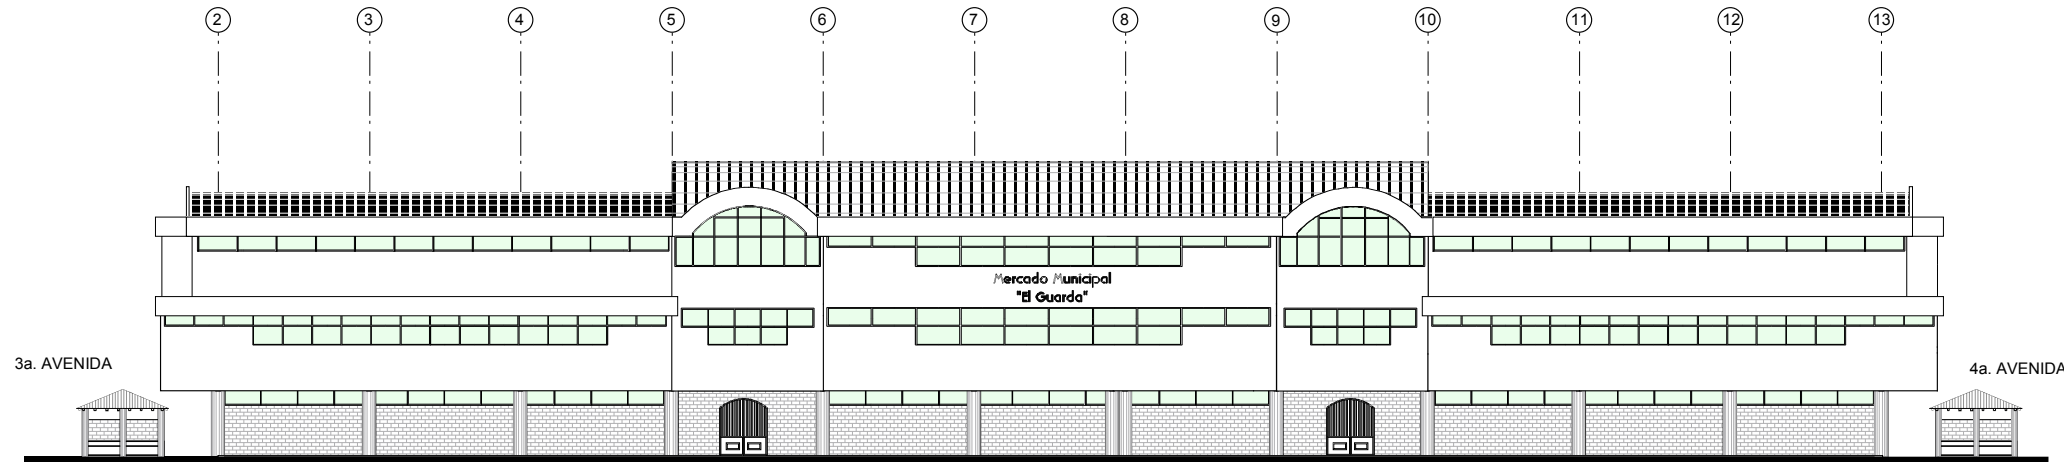 2 3 4 5 6 7 8 9 10 11 12 13
Mercado Municipal
"El Guarda"
3a. AVENIDA
4a. AVENIDA